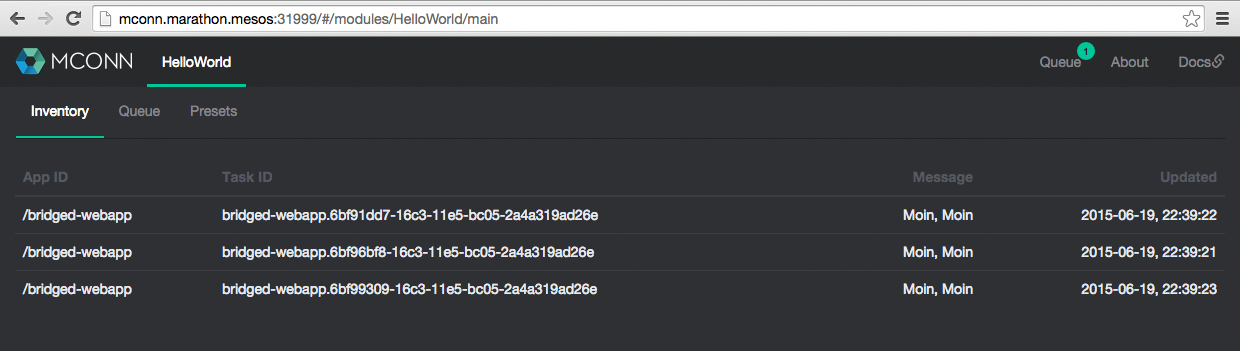 mconn.marathon.mesos:31999/#/modules/HelloWorld/main
MCONN HelloWorld Queue 1 About Docs
Inventory Queue Presets
App ID Task ID Message Updated
/bridged-webapp bridged-webapp.6bf91dd7-16c3-11e5-bc05-2a4a319ad26e Moin, Moin 2015-06-19, 22:39:22
/bridged-webapp bridged-webapp.6bf96bf8-16c3-11e5-bc05-2a4a319ad26e Moin, Moin 2015-06-19, 22:39:21
/bridged-webapp bridged-webapp.6bf99309-16c3-11e5-bc05-2a4a319ad26e Moin, Moin 2015-06-19, 22:39:23